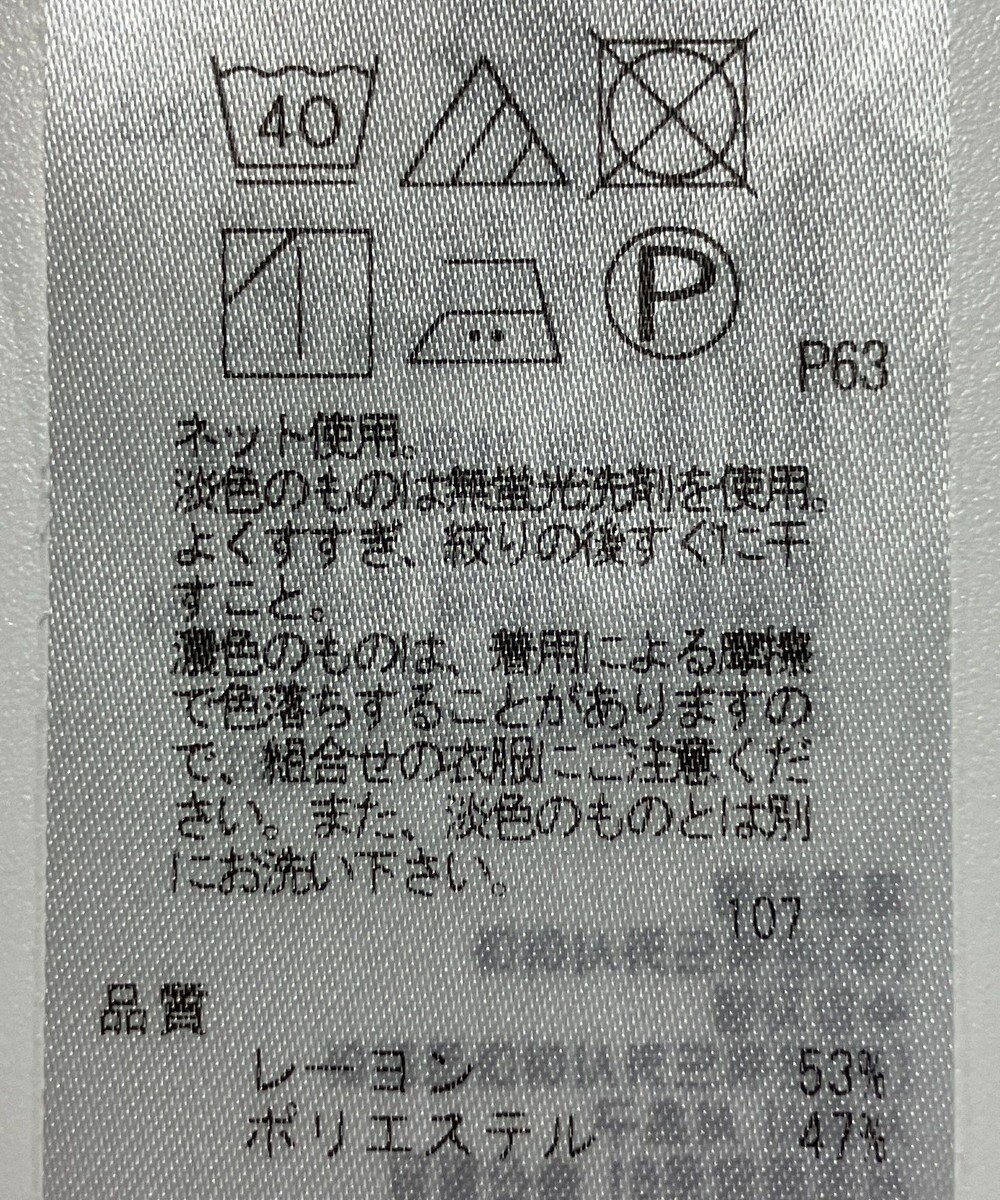 40
P
P63
ネット使用。
淡色のものは無蛍光洗剤を使用。
よくすすぎ、絞りの後すぐに干
すこと。
濃色のものは、着用による摩擦
で色落ちすることがありますの
で、組合せの衣服にご注意くだ
さい。また、淡色のものとは別
にお洗い下さい。
107
品質
レーヨン 53%
ポリエステル 47%